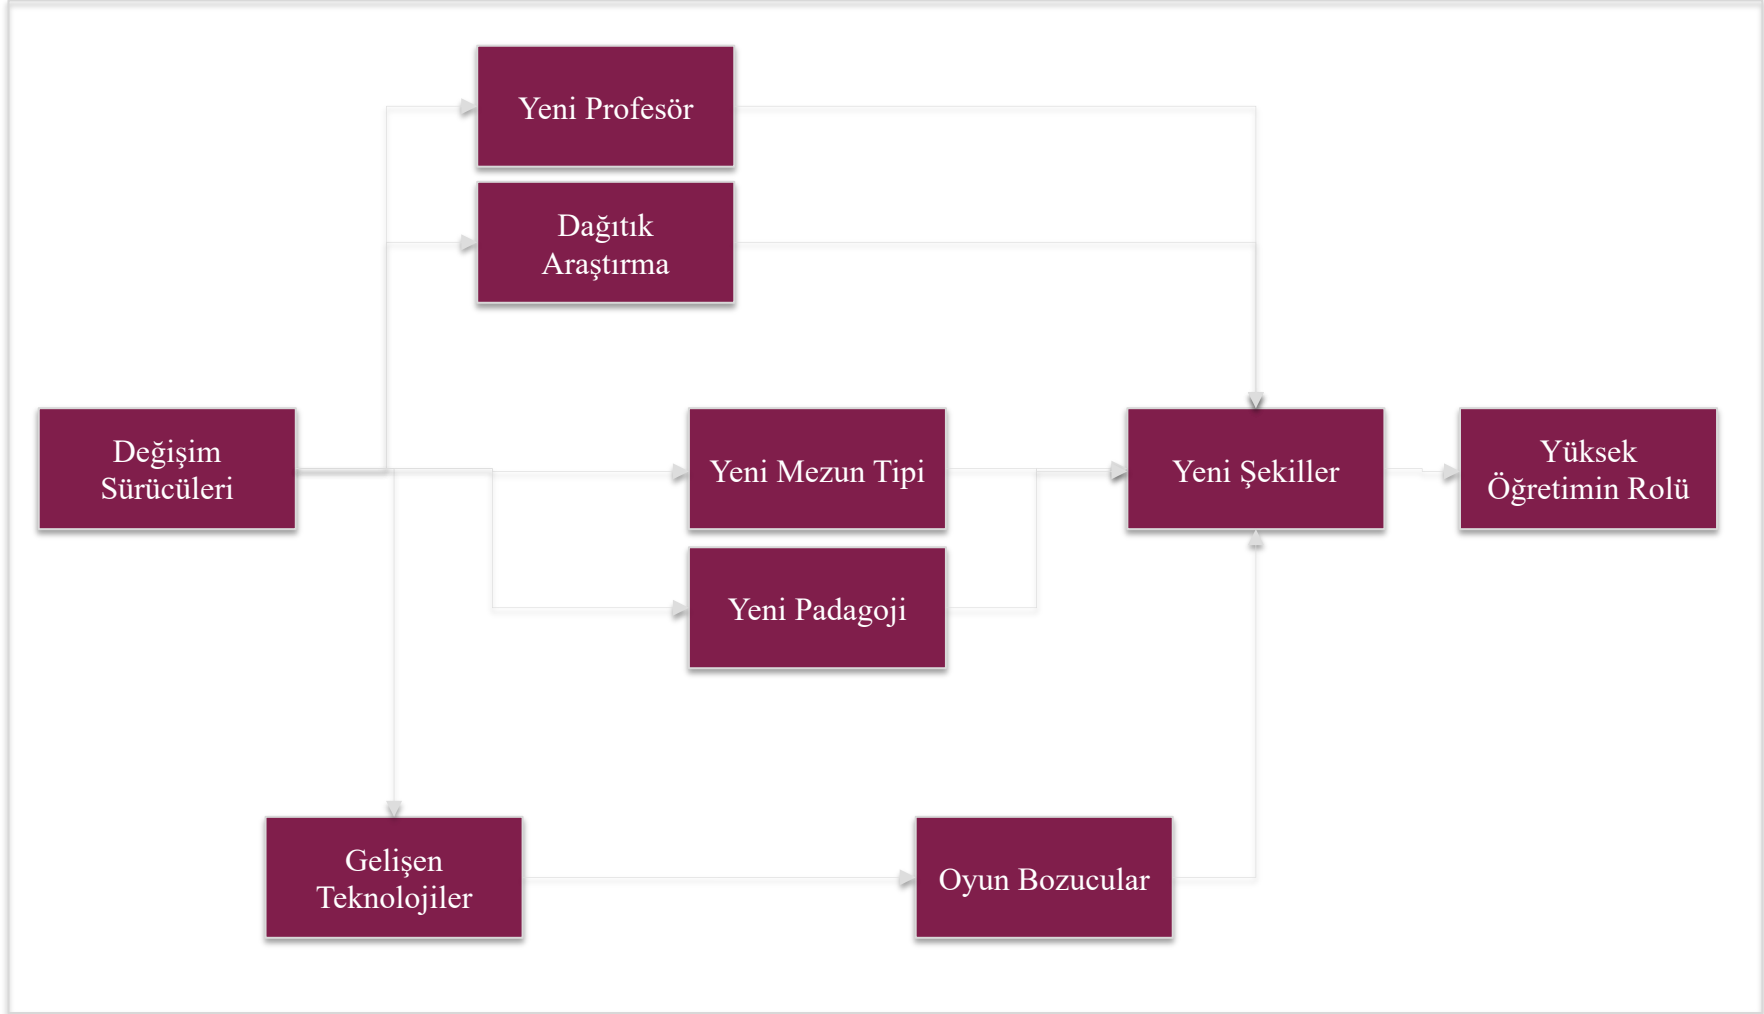 Yeni Profesör
Dağıtık
Araştırma
Değişim
Sürücüleri
Yeni Mezun Tipi
Yeni Şekiller
Yüksek
Öğretimin Rolü
Yeni Padagoji
Gelişen
Teknolojiler
Oyun Bozucular